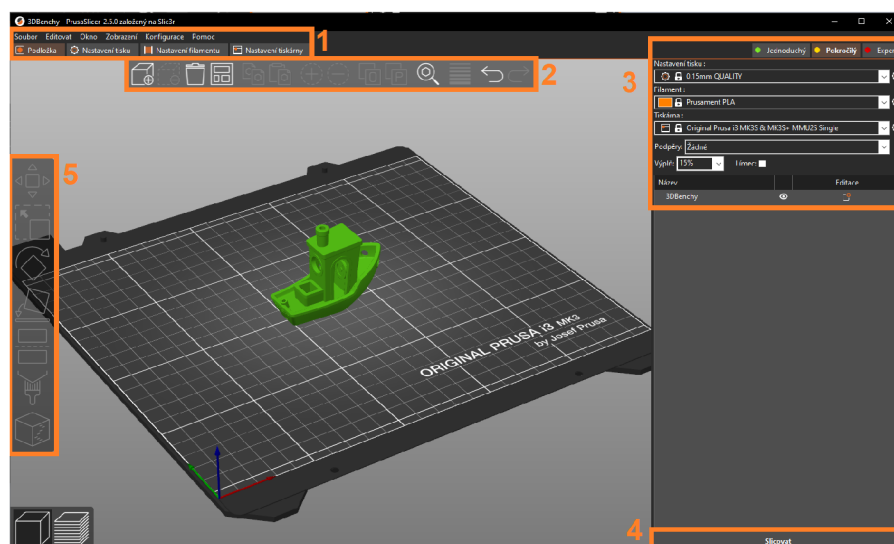 3DBenchy - PrusaSlicer-2.5.0 založený na Slic3r
Soubor Editovat Okno Zobrazení Konfigurace Pomoc
1
Podložka Nastavení tisku Nastavení filamentu Nastavení tiskárny
Jednoduchý Pokročilý Exper
2
3
Nastavení tisku :
0.15mm QUALITY
Filament :
Prusament PLA
Tiskárna :
Original Prusa i3 MK3S & MK3S+ MMU2S Single
Podpěry: Žádné
Výplň: 15% Límec:
Název Editace
3DBenchy
5
ORIGINAL PRUSA i3 MK3
by Josef Prusa
4
Slicovat